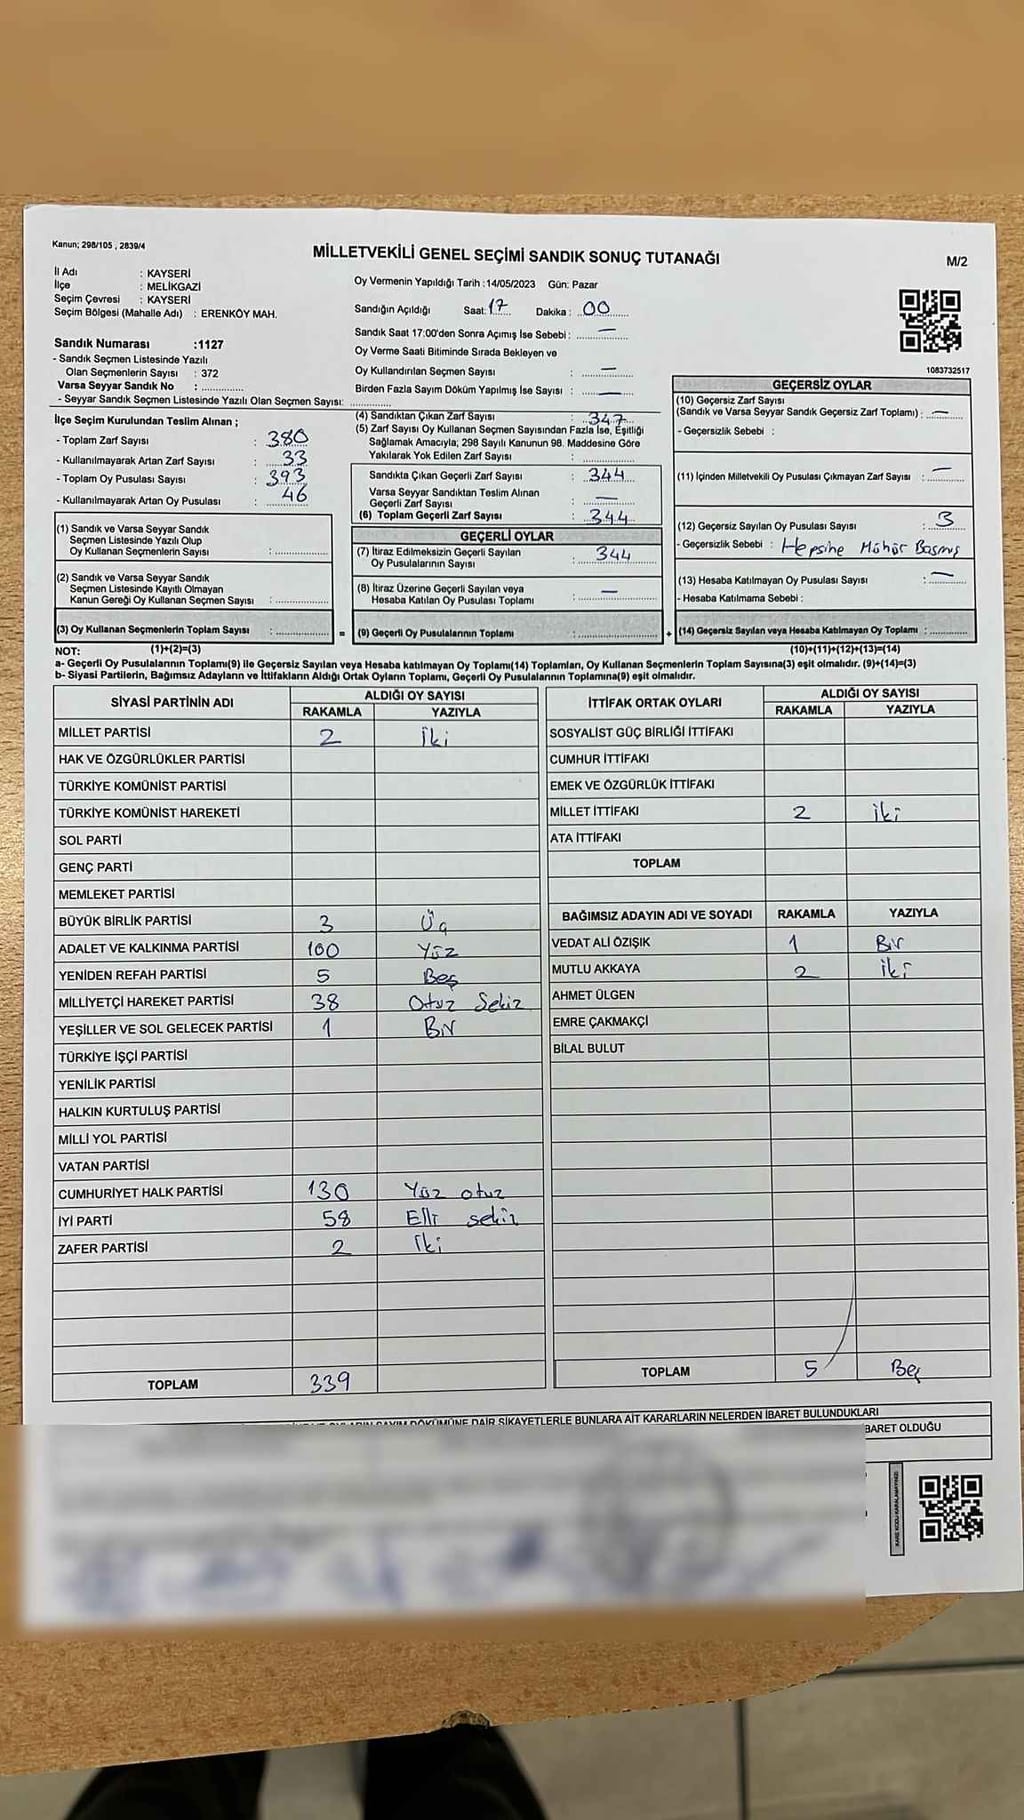 Kanun; 298/105 , 2839/4
MİLLETVEKİLİ GENEL SEÇİMİ SANDIK SONUÇ TUTANAĞI
M/2
İl Adı : KAYSERİ
İlçe : MELİKGAZİ
Seçim Çevresi : KAYSERİ
Seçim Bölgesi (Mahalle Adı) : ERENKÖY MAH.
Sandık Numarası :1127
- Sandık Seçmen Listesinde Yazılı
Olan Seçmenlerin Sayısı : 372
Varsa Seyyar Sandık No : ............
- Seyyar Sandık Seçmen Listesinde Yazılı Olan Seçmen Sayısı: ............
Oy Vermenin Yapıldığı Tarih :14/05/2023 Gün: Pazar
Sandığın Açıldığı Saat: 17 Dakika : 00
Sandık Saat 17:00'den Sonra Açımış İse Sebebi : —
Oy Verme Saati Bitiminde Sırada Bekleyen ve
Oy Kullandırılan Seçmen Sayısı : —
Birden Fazla Sayım Döküm Yapılmış İse Sayısı : —
1083732517
İlçe Seçim Kurulundan Teslim Alınan ;
- Toplam Zarf Sayısı : 380
- Kullanılmayarak Artan Zarf Sayısı : 33
- Toplam Oy Pusulası Sayısı : 393
- Kullanılmayarak Artan Oy Pusulası : 46
(1) Sandık ve Varsa Seyyar Sandık
Seçmen Listesinde Yazılı Olup
Oy Kullanan Seçmenlerin Sayısı : ............
(2) Sandık ve Varsa Seyyar Sandık
Seçmen Listesinde Kayıtlı Olmayan
Kanun Gereği Oy Kullanan Seçmen Sayısı : ............
(3) Oy Kullanan Seçmenlerin Toplam Sayısı : ............ =
(4) Sandıktan Çıkan Zarf Sayısı : 347
(5) Zarf Sayısı Oy Kullanan Seçmen Sayısından Fazla İse, Eşitliği
Sağlamak Amacıyla; 298 Sayılı Kanunun 98. Maddesine Göre
Yakılarak Yok Edilen Zarf Sayısı : ............
Sandıkta Çıkan Geçerli Zarf Sayısı : 344
Varsa Seyyar Sandıktan Teslim Alınan
Geçerli Zarf Sayısı : —
(6) Toplam Geçerli Zarf Sayısı : 344
GEÇERLİ OYLAR
(7) İtiraz Edilmeksizin Geçerli Sayılan
Oy Pusulalarının Sayısı : 344
(8) İtiraz Üzerine Geçerli Sayılan veya
Hesaba Katılan Oy Pusulası Toplamı : —
(9) Geçerli Oy Pusulalarının Toplamı : ............ +
GEÇERSİZ OYLAR
(10) Geçersiz Zarf Sayısı
(Sandık ve Varsa Seyyar Sandık Geçersiz Zarf Toplamı) : —
- Geçersizlik Sebebi :
(11) İçinden Milletvekili Oy Pusulası Çıkmayan Zarf Sayısı : —
(12) Geçersiz Sayılan Oy Pusulası Sayısı : 3
- Geçersizlik Sebebi : Hepsine Mühür Basmış
(13) Hesaba Katılmayan Oy Pusulası Sayısı : —
- Hesaba Katılmama Sebebi :
(14) Geçersiz Sayılan veya Hesaba Katılmayan Oy Toplamı : ............
NOT: (1)+(2)=(3) (10)+(11)+(12)+(13)=(14)
a- Geçerli Oy Pusulalarının Toplamı(9) ile Geçersiz Sayılan veya Hesaba katılmayan Oy Toplamı(14) Toplamları, Oy Kullanan Seçmenlerin Toplam Sayısına(3) eşit olmalıdır. (9)+(14)=(3)
b- Siyasi Partilerin, Bağımsız Adayların ve İttifakların Aldığı Ortak Oyların Toplamı, Geçerli Oy Pusulalarının Toplamına(9) eşit olmalıdır.
SİYASİ PARTİNİN ADI ALDIĞI OY SAYISI
RAKAMLA YAZIYLA
MİLLET PARTİSİ 2 İki
HAK VE ÖZGÜRLÜKLER PARTİSİ
TÜRKİYE KOMÜNİST PARTİSİ
TÜRKİYE KOMÜNİST HAREKETİ
SOL PARTİ
GENÇ PARTİ
MEMLEKET PARTİSİ
BÜYÜK BİRLİK PARTİSİ 3 Üç
ADALET VE KALKINMA PARTİSİ 100 Yüz
YENİDEN REFAH PARTİSİ 5 Beş
MİLLİYETÇİ HAREKET PARTİSİ 38 Otuz Sekiz
YEŞİLLER VE SOL GELECEK PARTİSİ 1 Bir
TÜRKİYE İŞÇİ PARTİSİ
YENİLİK PARTİSİ
HALKIN KURTULUŞ PARTİSİ
MİLLİ YOL PARTİSİ
VATAN PARTİSİ
CUMHURİYET HALK PARTİSİ 130 Yüz otuz
İYİ PARTİ 58 Elli sekiz
ZAFER PARTİSİ 2 İki
TOPLAM 339
İTTİFAK ORTAK OYLARI ALDIĞI OY SAYISI
RAKAMLA YAZIYLA
SOSYALİST GÜÇ BİRLİĞİ İTTİFAKI
CUMHUR İTTİFAKI
EMEK VE ÖZGÜRLÜK İTTİFAKI
MİLLET İTTİFAKI 2 iki
ATA İTTİFAKI
TOPLAM
BAĞIMSIZ ADAYIN ADI VE SOYADI RAKAMLA YAZIYLA
VEDAT ALİ ÖZIŞIK 1 Bir
MUTLU AKKAYA 2 iki
AHMET ÜLGEN
EMRE ÇAKMAKÇI
BİLAL BULUT
TOPLAM 5 Beş
SAYIM DÖKÜMÜNE DAİR ŞİKAYETLERLE BUNLARA AİT KARARLARIN NELERDEN İBARET BULUNDUKLARI
BARET OLDUĞU